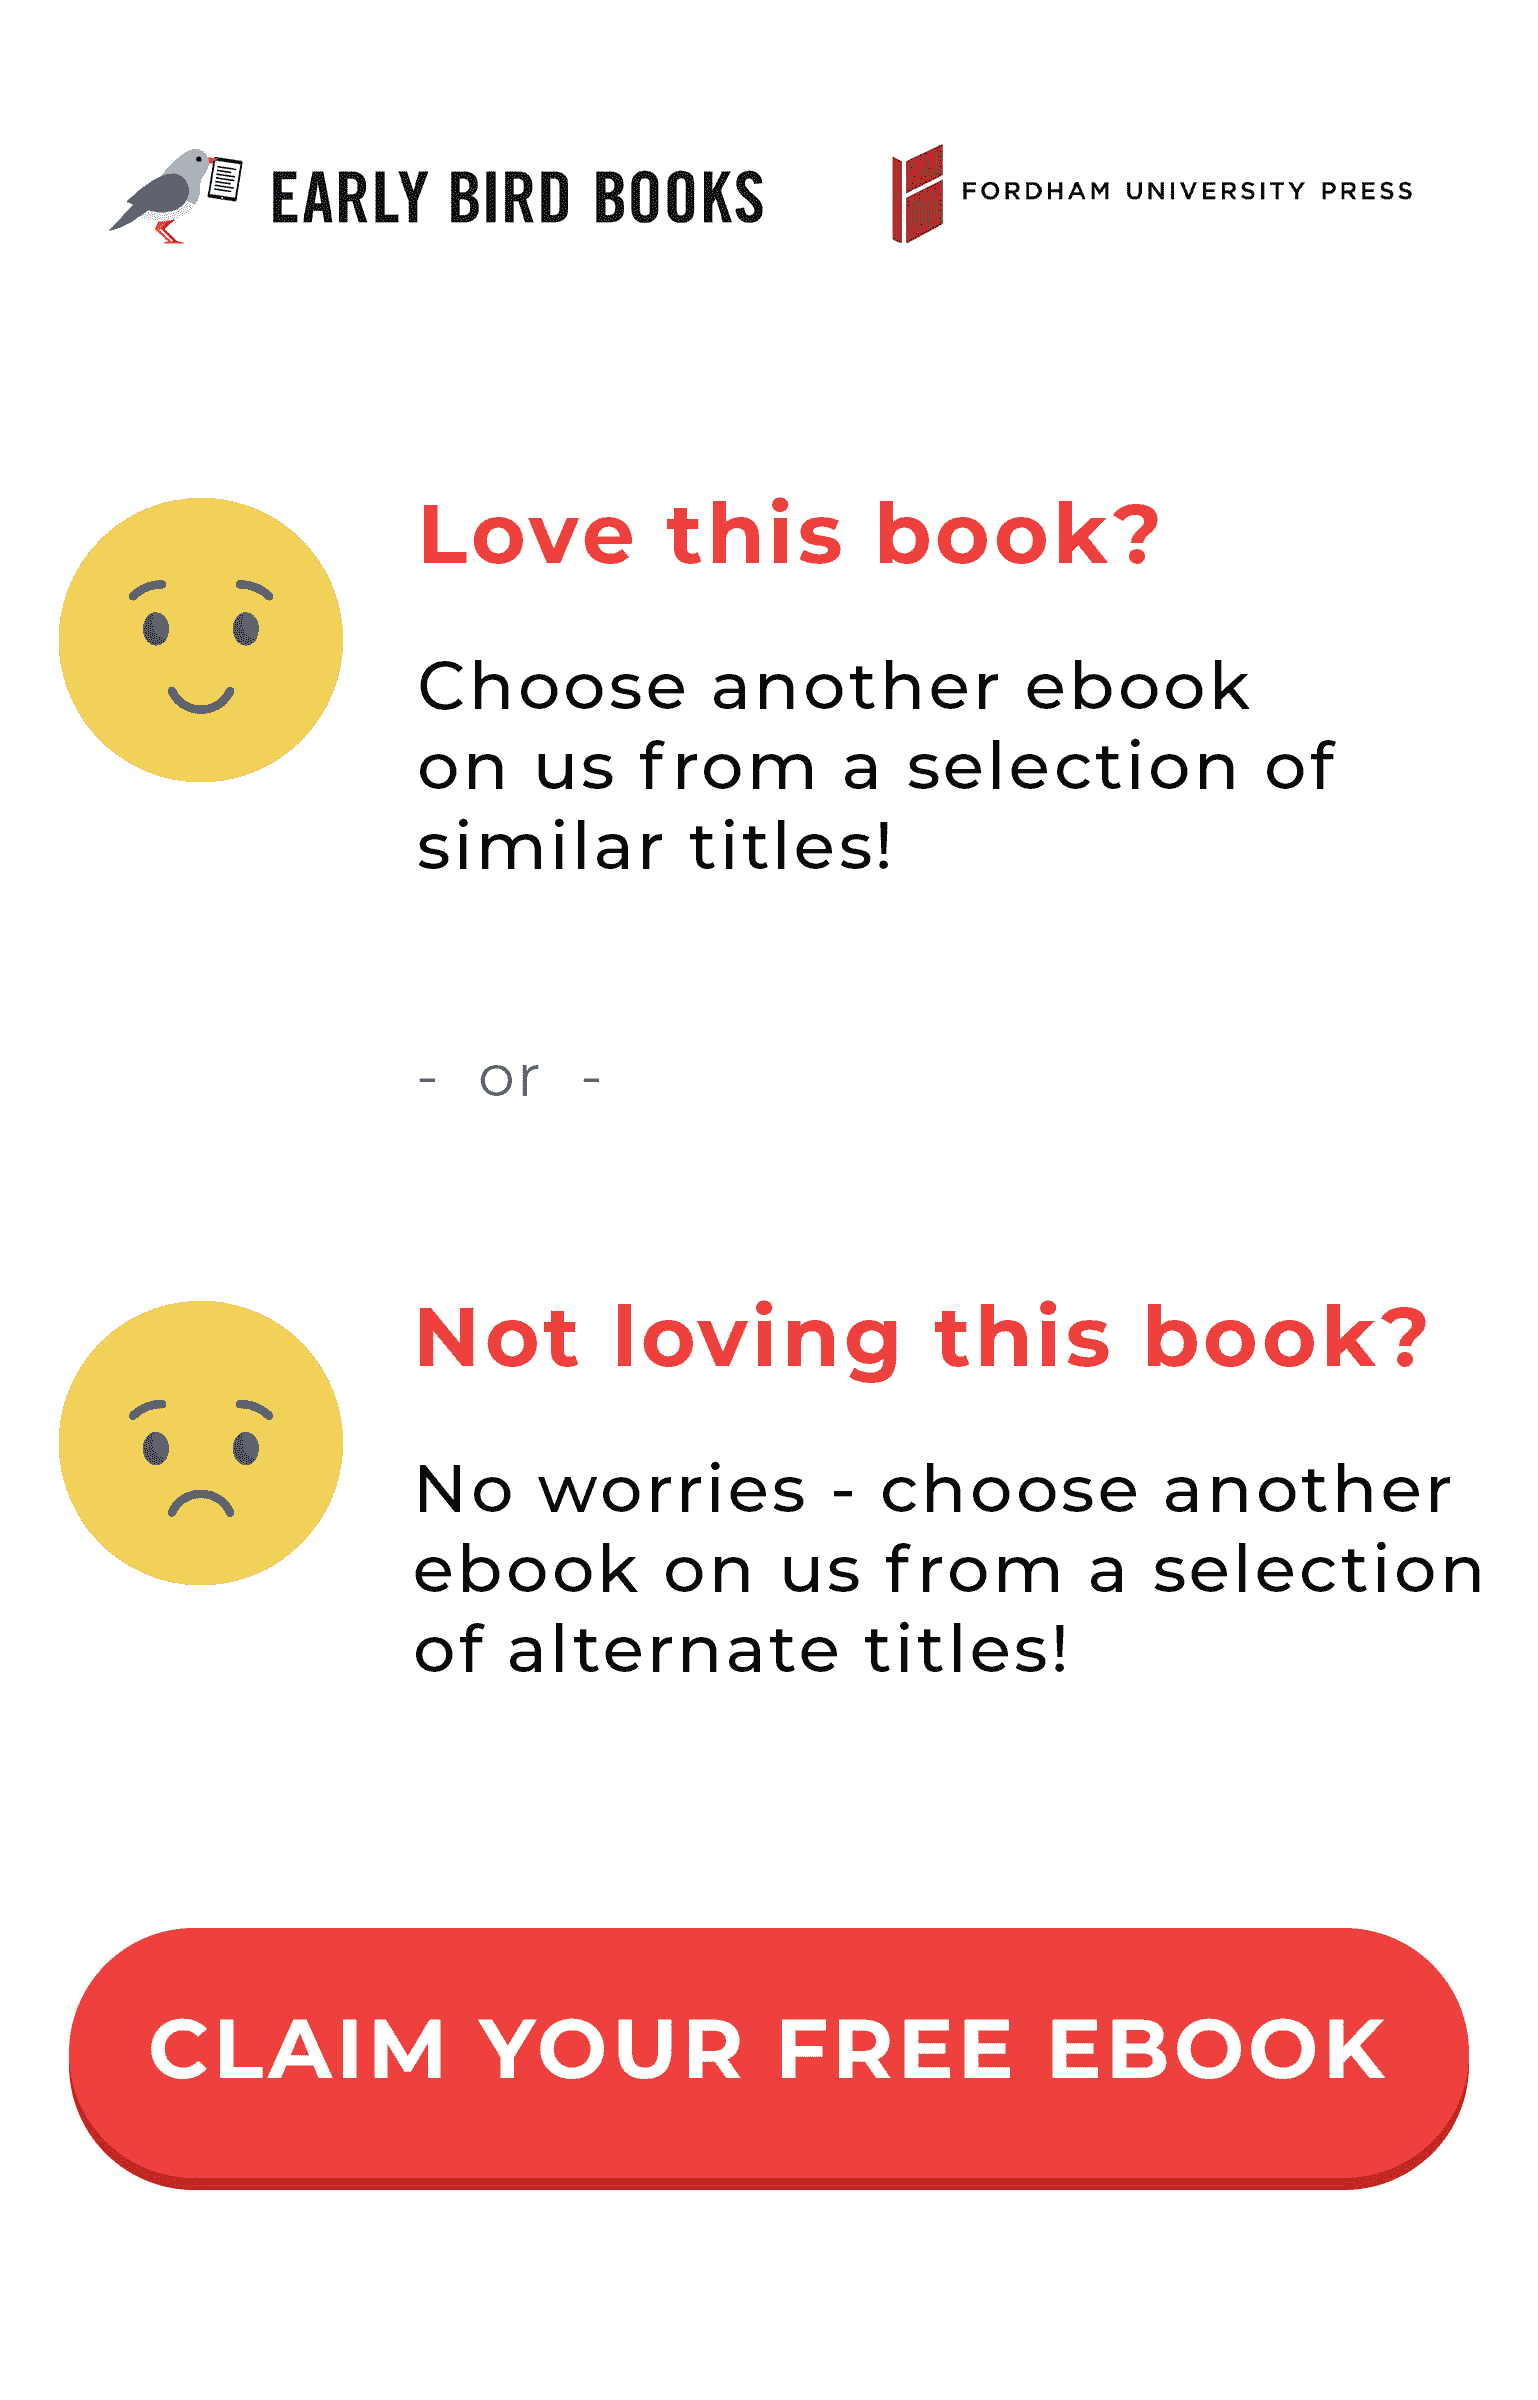 EARLY BIRD BOOKS
FORDHAM UNIVERSITY PRESS
Love this book?
Choose another ebook
on us from a selection of
similar titles!
- or -
Not loving this book?
No worries - choose another
ebook on us from a selection
of alternate titles!
CLAIM YOUR FREE EBOOK